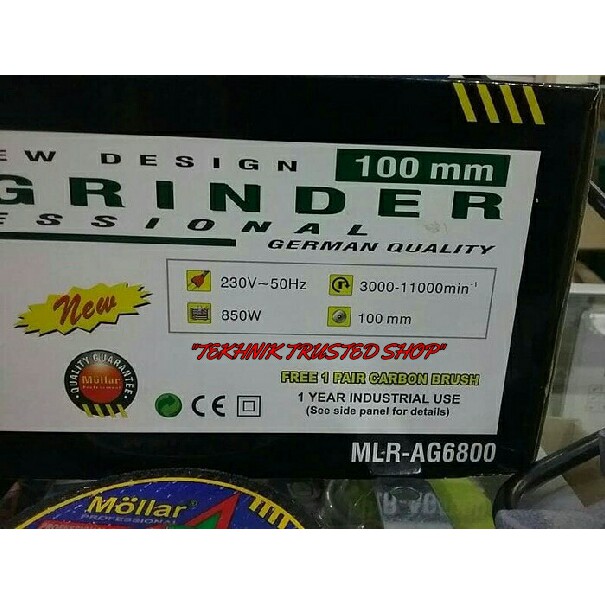 EW DESIGN 100 mm
GRINDER
ESSIONAL
GERMAN QUALITY
230V~50Hz
3000-11000min⁻¹
New
850W
100 mm
"TEKHNIK TRUSTED SHOP"
FREE 1 PAIR CARBON BRUSH
QUALITY GUARANTEE
Möllar
1 YEAR INDUSTRIAL USE
(See side panel for details)
CE
MLR-AG6800
Möllar
PROFESSIONAL